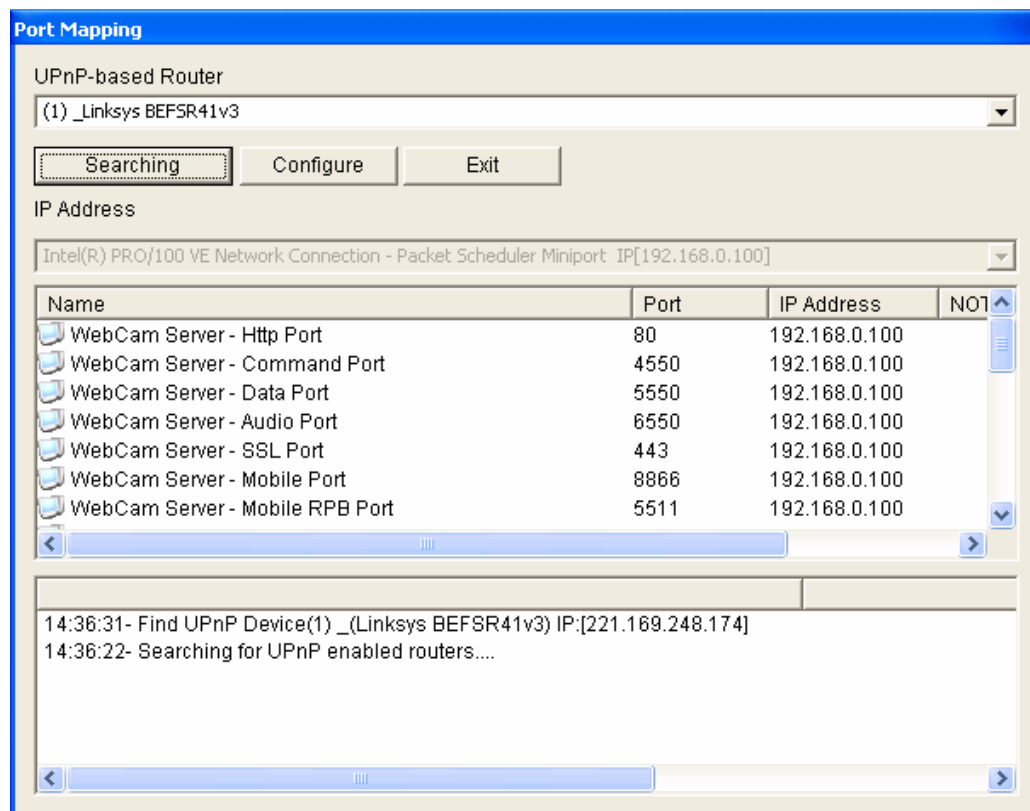 Port Mapping
UPnP-based Router
(1) _Linksys BEFSR41v3
Searching Configure Exit
IP Address
Intel(R) PRO/100 VE Network Connection - Packet Scheduler Miniport IP[192.168.0.100]
Name Port IP Address NOT
WebCam Server - Http Port 80 192.168.0.100
WebCam Server - Command Port 4550 192.168.0.100
WebCam Server - Data Port 5550 192.168.0.100
WebCam Server - Audio Port 6550 192.168.0.100
WebCam Server - SSL Port 443 192.168.0.100
WebCam Server - Mobile Port 8866 192.168.0.100
WebCam Server - Mobile RPB Port 5511 192.168.0.100
14:36:31- Find UPnP Device(1) _(Linksys BEFSR41v3) IP:[221.169.248.174]
14:36:22- Searching for UPnP enabled routers....